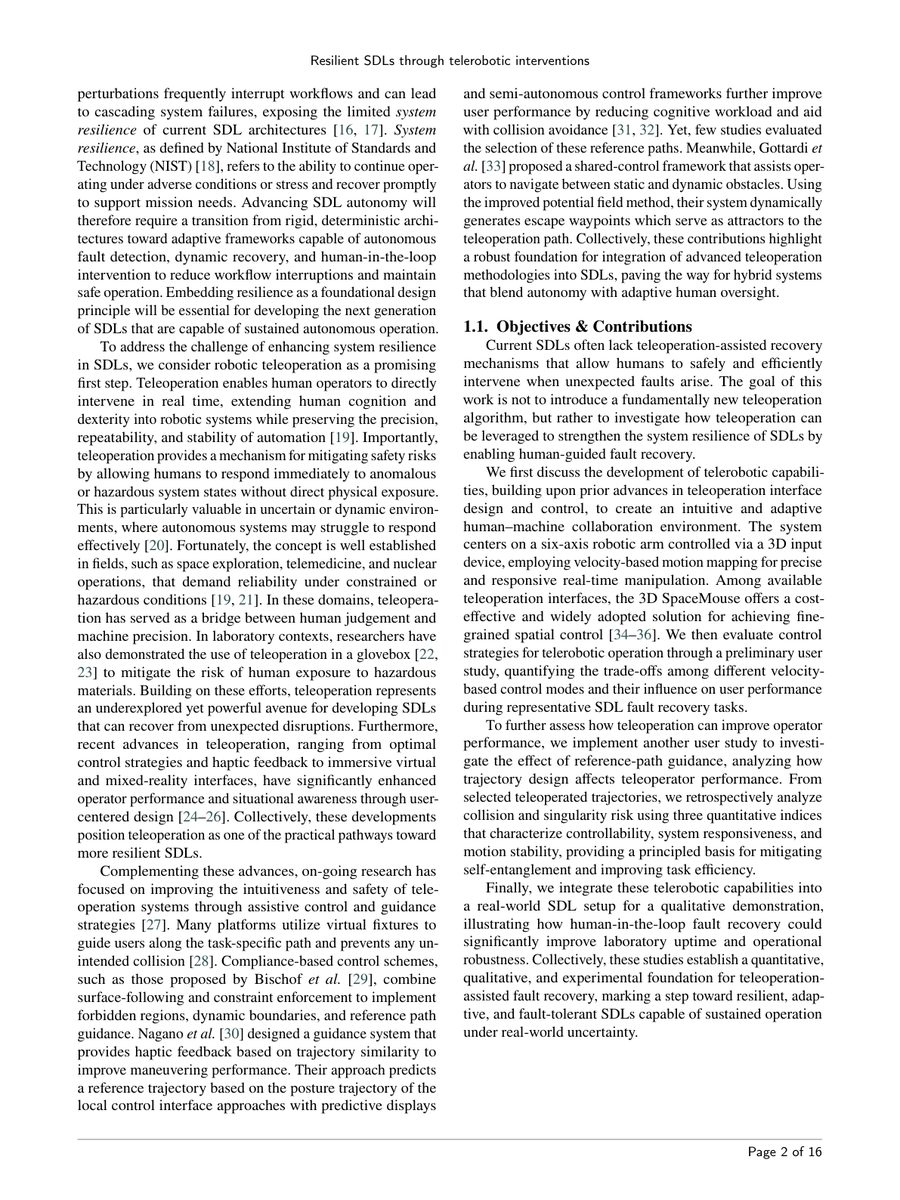 Resilient SDLs through telerobotic interventions
perturbations frequently interrupt workflows and can lead
to cascading system failures, exposing the limited system
resilience of current SDL architectures [16, 17]. System
resilience, as defined by National Institute of Standards and
Technology (NIST) [18], refers to the ability to continue oper-
ating under adverse conditions or stress and recover promptly
to support mission needs. Advancing SDL autonomy will
therefore require a transition from rigid, deterministic archi-
tectures toward adaptive frameworks capable of autonomous
fault detection, dynamic recovery, and human-in-the-loop
intervention to reduce workflow interruptions and maintain
safe operation. Embedding resilience as a foundational design
principle will be essential for developing the next generation
of SDLs that are capable of sustained autonomous operation.
To address the challenge of enhancing system resilience
in SDLs, we consider robotic teleoperation as a promising
first step. Teleoperation enables human operators to directly
intervene in real time, extending human cognition and
dexterity into robotic systems while preserving the precision,
repeatability, and stability of automation [19]. Importantly,
teleoperation provides a mechanism for mitigating safety risks
by allowing humans to respond immediately to anomalous
or hazardous system states without direct physical exposure.
This is particularly valuable in uncertain or dynamic environ-
ments, where autonomous systems may struggle to respond
effectively [20]. Fortunately, the concept is well established
in fields, such as space exploration, telemedicine, and nuclear
operations, that demand reliability under constrained or
hazardous conditions [19, 21]. In these domains, teleopera-
tion has served as a bridge between human judgement and
machine precision. In laboratory contexts, researchers have
also demonstrated the use of teleoperation in a glovebox [22,
23] to mitigate the risk of human exposure to hazardous
materials. Building on these efforts, teleoperation represents
an underexplored yet powerful avenue for developing SDLs
that can recover from unexpected disruptions. Furthermore,
recent advances in teleoperation, ranging from optimal
control strategies and haptic feedback to immersive virtual
and mixed-reality interfaces, have significantly enhanced
operator performance and situational awareness through user-
centered design [24–26]. Collectively, these developments
position teleoperation as one of the practical pathways toward
more resilient SDLs.
Complementing these advances, on-going research has
focused on improving the intuitiveness and safety of tele-
operation systems through assistive control and guidance
strategies [27]. Many platforms utilize virtual fixtures to
guide users along the task-specific path and prevents any un-
intended collision [28]. Compliance-based control schemes,
such as those proposed by Bischof et al. [29], combine
surface-following and constraint enforcement to implement
forbidden regions, dynamic boundaries, and reference path
guidance. Nagano et al. [30] designed a guidance system that
provides haptic feedback based on trajectory similarity to
improve maneuvering performance. Their approach predicts
a reference trajectory based on the posture trajectory of the
local control interface approaches with predictive displays
and semi-autonomous control frameworks further improve
user performance by reducing cognitive workload and aid
with collision avoidance [31, 32]. Yet, few studies evaluated
the selection of these reference paths. Meanwhile, Gottardi et
al. [33] proposed a shared-control framework that assists oper-
ators to navigate between static and dynamic obstacles. Using
the improved potential field method, their system dynamically
generates escape waypoints which serve as attractors to the
teleoperation path. Collectively, these contributions highlight
a robust foundation for integration of advanced teleoperation
methodologies into SDLs, paving the way for hybrid systems
that blend autonomy with adaptive human oversight.
1.1. Objectives & Contributions
Current SDLs often lack teleoperation-assisted recovery
mechanisms that allow humans to safely and efficiently
intervene when unexpected faults arise. The goal of this
work is not to introduce a fundamentally new teleoperation
algorithm, but rather to investigate how teleoperation can
be leveraged to strengthen the system resilience of SDLs by
enabling human-guided fault recovery.
We first discuss the development of telerobotic capabili-
ties, building upon prior advances in teleoperation interface
design and control, to create an intuitive and adaptive
human–machine collaboration environment. The system
centers on a six-axis robotic arm controlled via a 3D input
device, employing velocity-based motion mapping for precise
and responsive real-time manipulation. Among available
teleoperation interfaces, the 3D SpaceMouse offers a cost-
effective and widely adopted solution for achieving fine-
grained spatial control [34–36]. We then evaluate control
strategies for telerobotic operation through a preliminary user
study, quantifying the trade-offs among different velocity-
based control modes and their influence on user performance
during representative SDL fault recovery tasks.
To further assess how teleoperation can improve operator
performance, we implement another user study to investi-
gate the effect of reference-path guidance, analyzing how
trajectory design affects teleoperator performance. From
selected teleoperated trajectories, we retrospectively analyze
collision and singularity risk using three quantitative indices
that characterize controllability, system responsiveness, and
motion stability, providing a principled basis for mitigating
self-entanglement and improving task efficiency.
Finally, we integrate these telerobotic capabilities into
a real-world SDL setup for a qualitative demonstration,
illustrating how human-in-the-loop fault recovery could
significantly improve laboratory uptime and operational
robustness. Collectively, these studies establish a quantitative,
qualitative, and experimental foundation for teleoperation-
assisted fault recovery, marking a step toward resilient, adap-
tive, and fault-tolerant SDLs capable of sustained operation
under real-world uncertainty.
Page 2 of 16